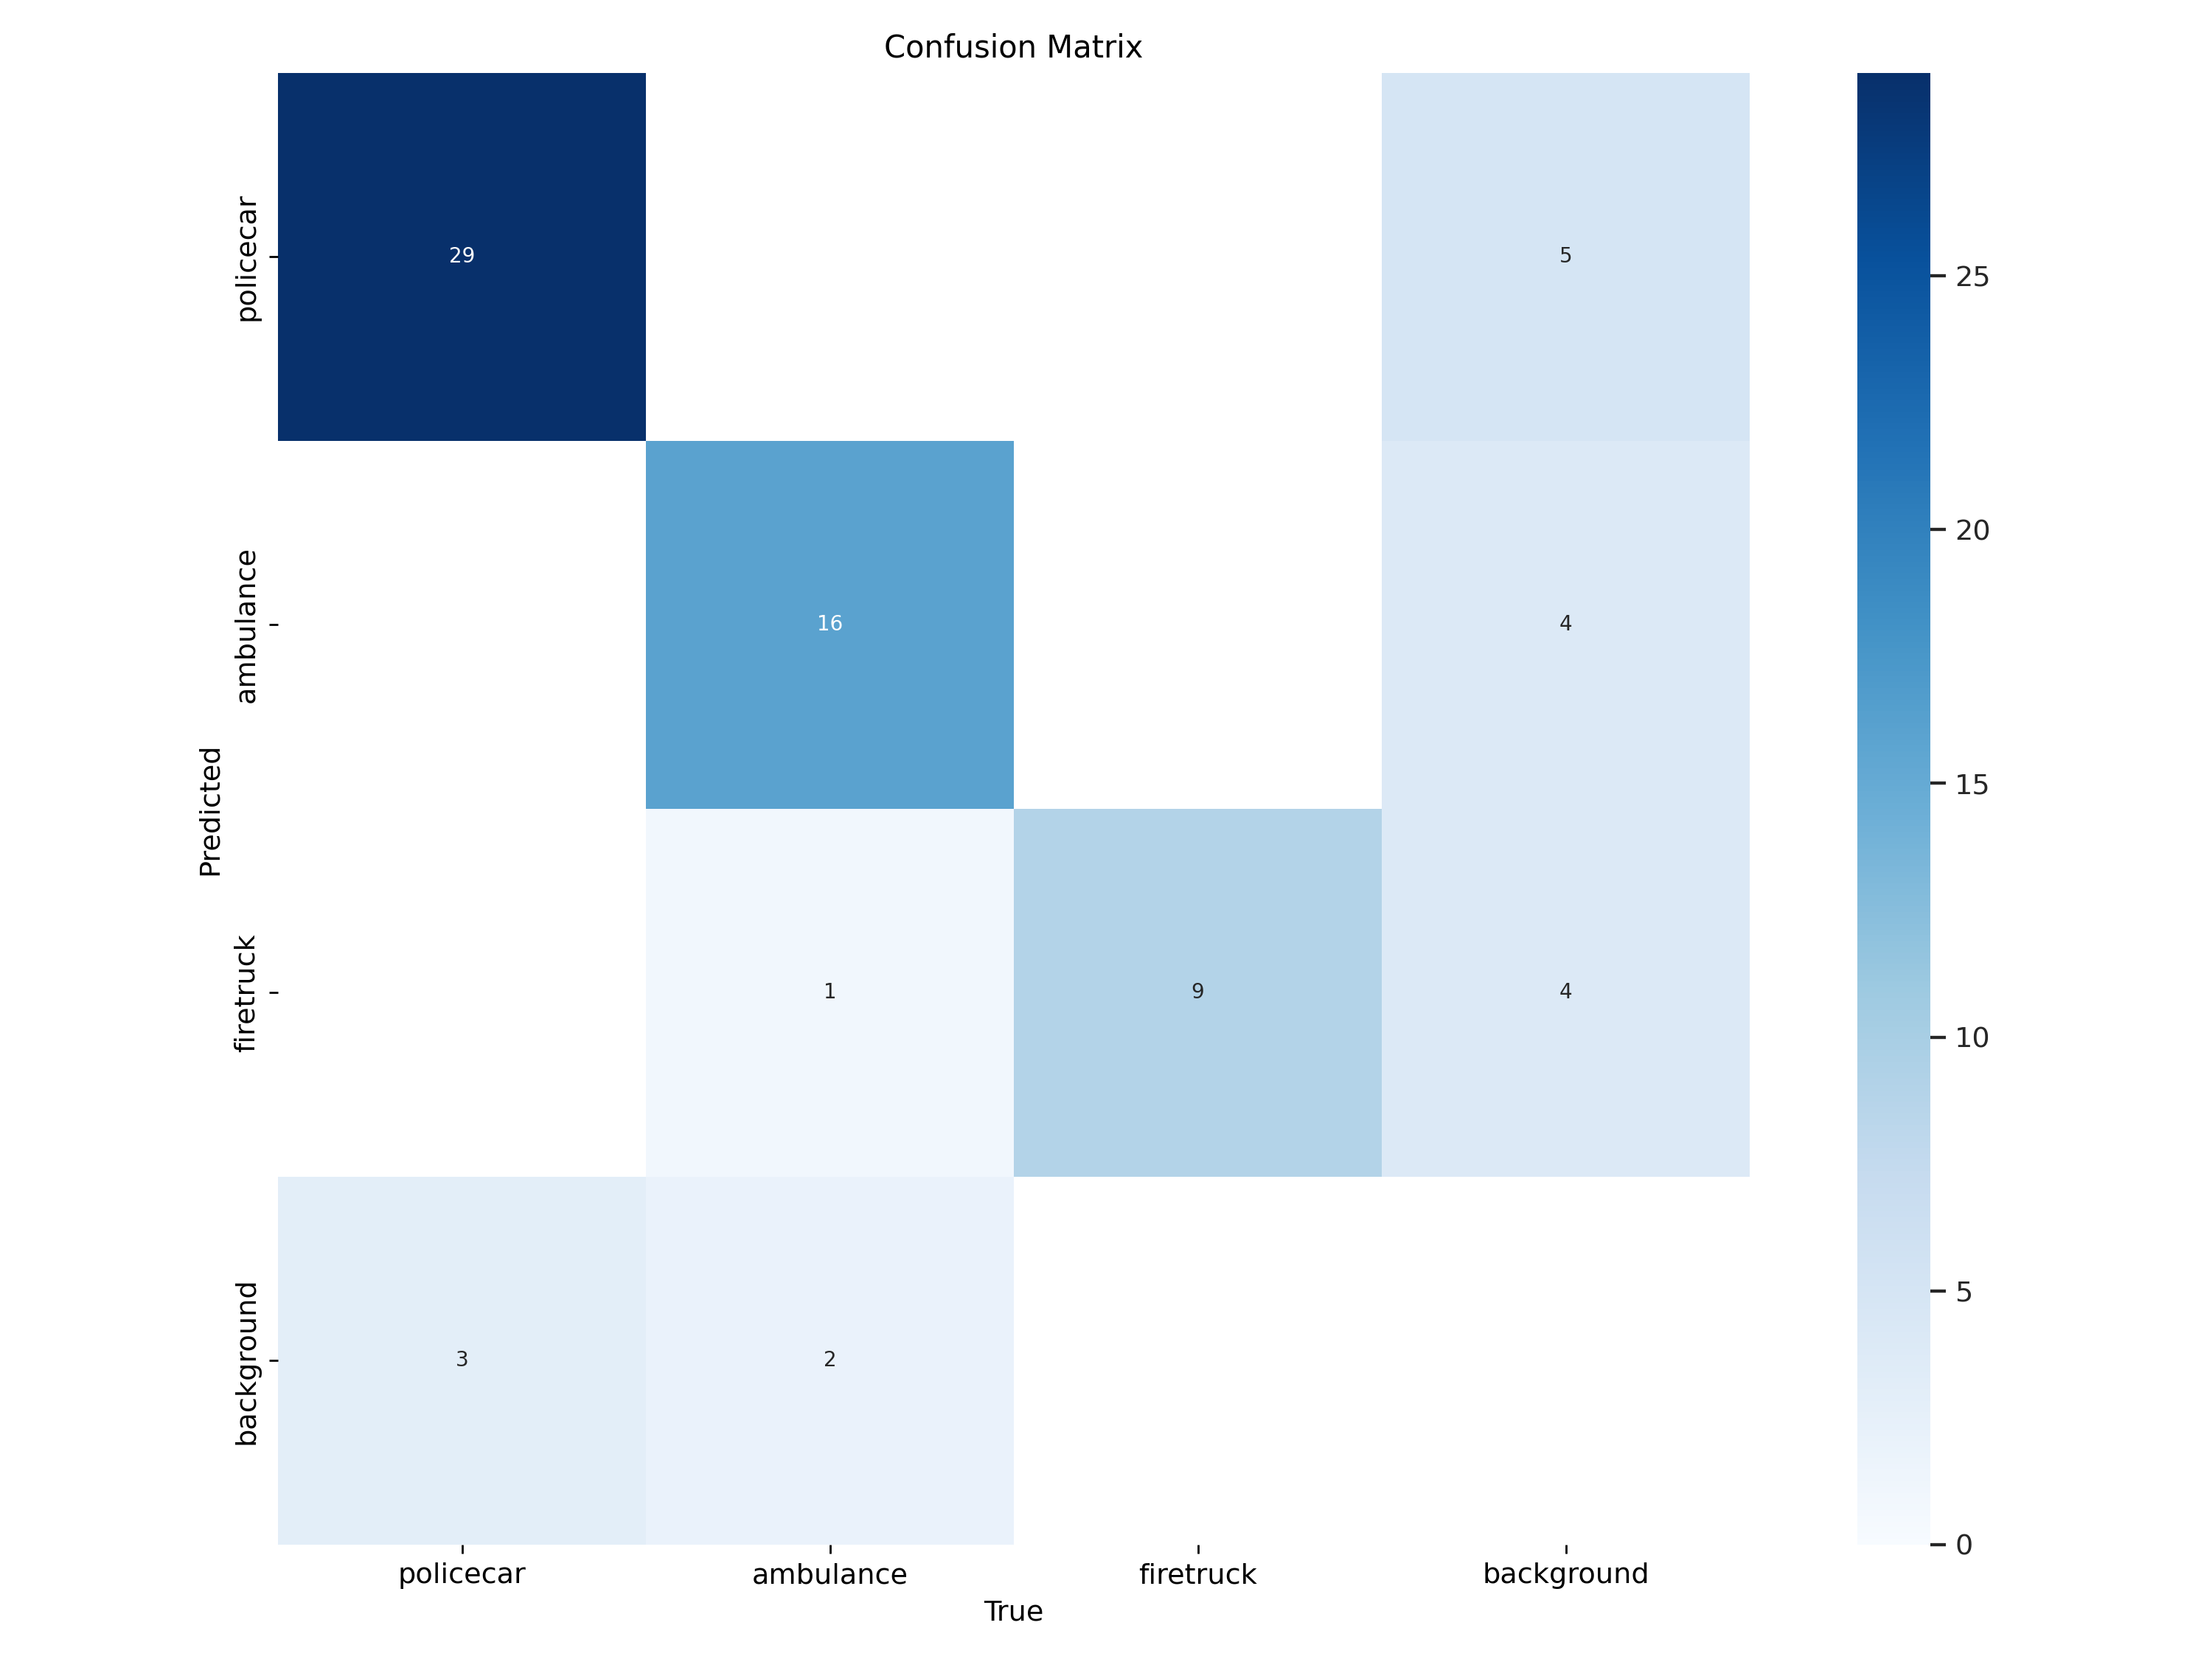 Confusion Matrix
policecar
ambulance
firetruck
background
Predicted
29
5
16
4
1
9
4
3
2
policecar
ambulance
firetruck
background
True
25
20
15
10
5
0